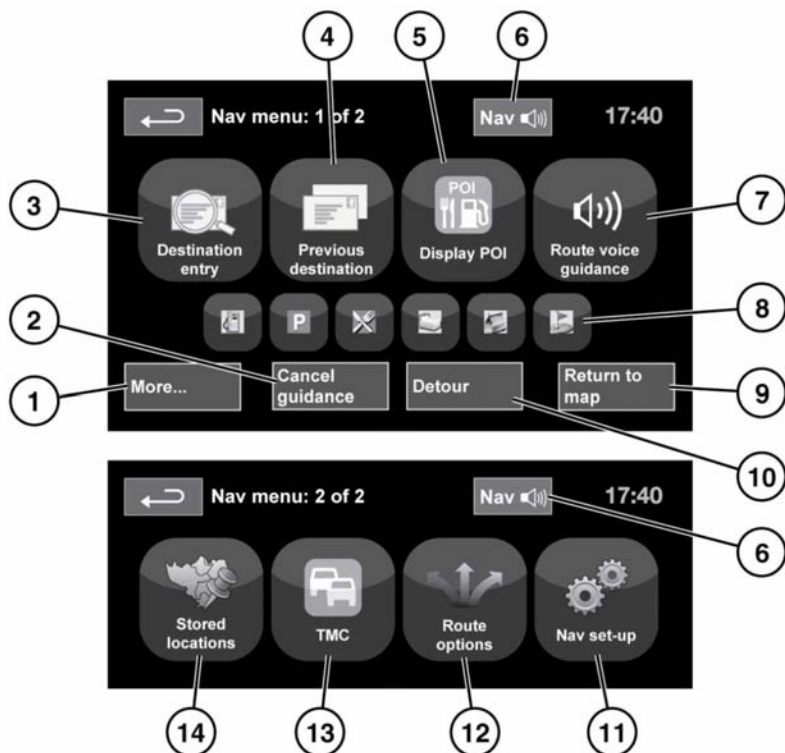 4
5
6
Nav menu: 1 of 2
Nav
17:40
3
POI
7
Destination
entry
Previous
destination
Display POI
Route voice
guidance
2
P
8
More...
Cancel
guidance
Detour
Return to
map
1
9
10
Nav menu: 2 of 2
Nav
17:40
6
Stored
locations
TMC
Route
options
Nav set-up
14
13
12
11